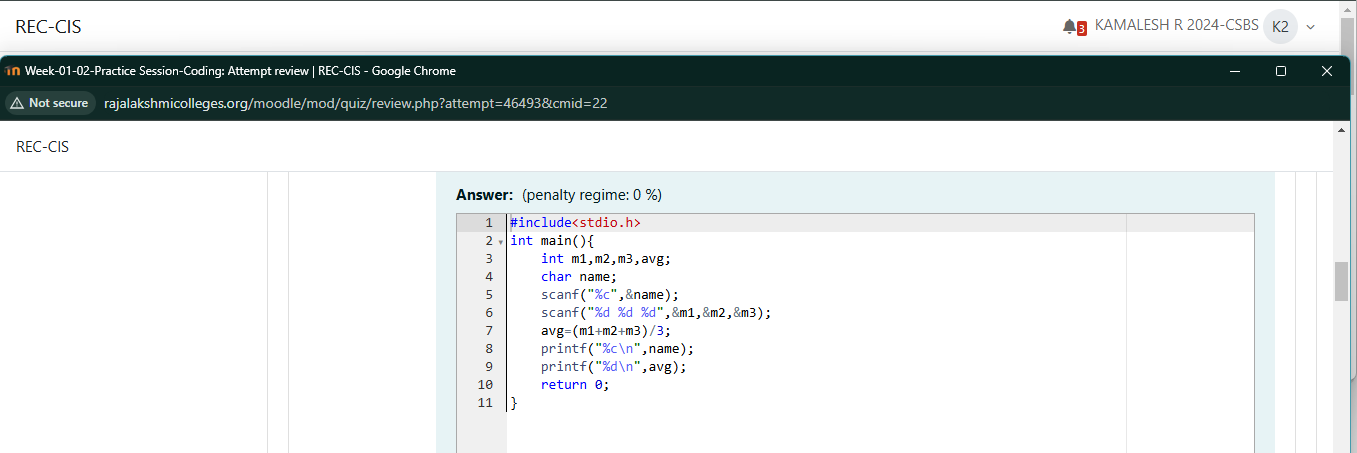 REC-CIS
3 KAMALESH R 2024-CSBS K2
Week-01-02-Practice Session-Coding: Attempt review | REC-CIS - Google Chrome
Not secure rajalakshmicolleges.org/moodle/mod/quiz/review.php?attempt=46493&cmid=22
REC-CIS
Answer: (penalty regime: 0 %)
1 #include<stdio.h>
2 int main(){
3 int m1,m2,m3,avg;
4 char name;
5 scanf("%c",&name);
6 scanf("%d %d %d",&m1,&m2,&m3);
7 avg=(m1+m2+m3)/3;
8 printf("%c\n",name);
9 printf("%d\n",avg);
10 return 0;
11 }